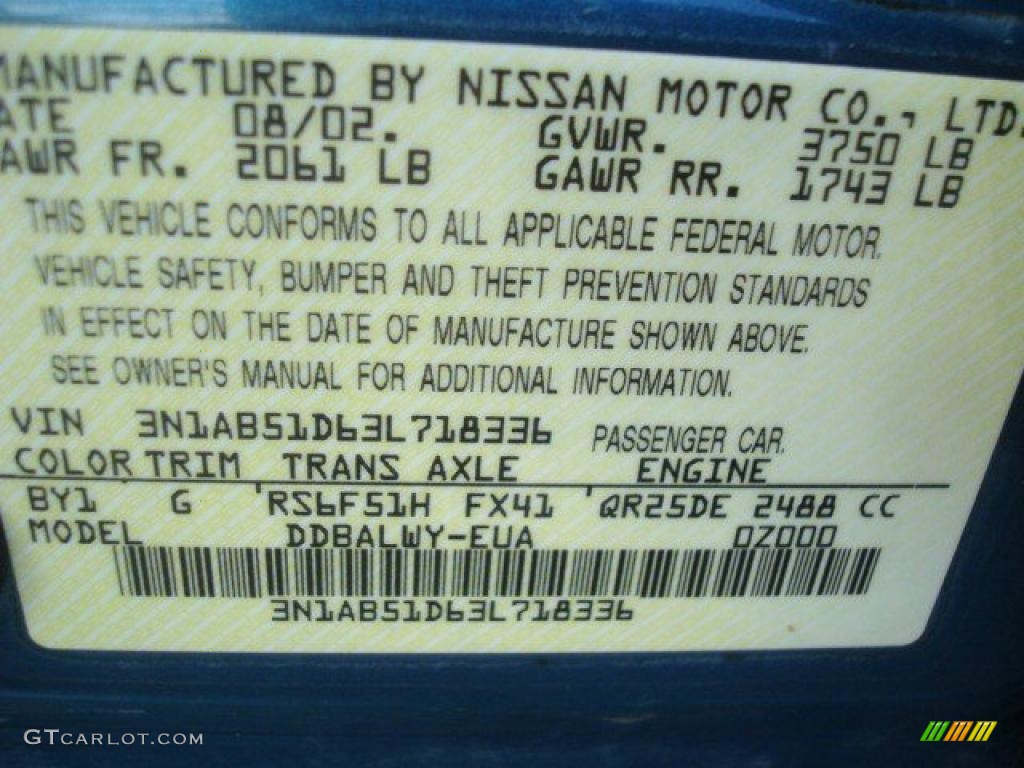 MANUFACTURED BY NISSAN MOTOR CO., LTD.
DATE 08/02. GVWR. 3750 LB
GAWR FR. 2061 LB GAWR RR. 1743 LB
THIS VEHICLE CONFORMS TO ALL APPLICABLE FEDERAL MOTOR.
VEHICLE SAFETY, BUMPER AND THEFT PREVENTION STANDARDS
IN EFFECT ON THE DATE OF MANUFACTURE SHOWN ABOVE.
SEE OWNER'S MANUAL FOR ADDITIONAL INFORMATION.
VIN 3N1AB51D63L718336 PASSENGER CAR.
COLOR TRIM TRANS AXLE ENGINE
BY1 G RS6F51H FX41 QR25DE 2488 CC
MODEL DDBALWY-EUA 0Z000
3N1AB51D63L718336
GTCARLOT.COM